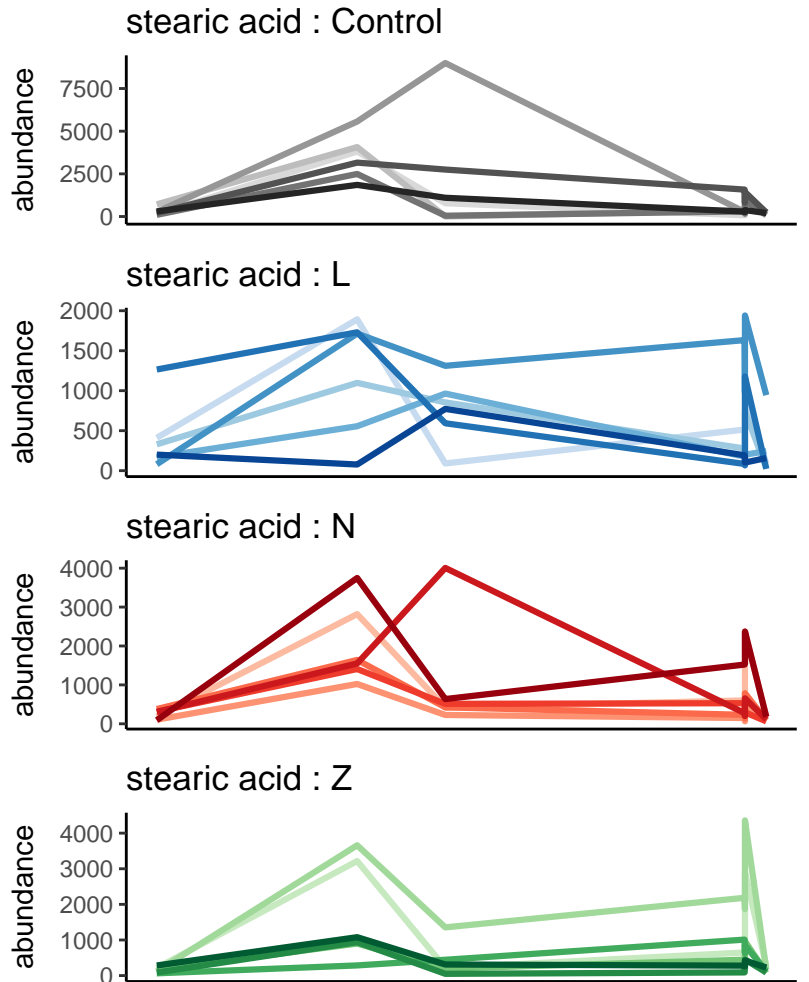 stearic acid : Control
abundance
7500
5000
2500
0
stearic acid : L
abundance
2000
1500
1000
500
0
stearic acid : N
abundance
4000
3000
2000
1000
0
stearic acid : Z
abundance
4000
3000
2000
1000
0